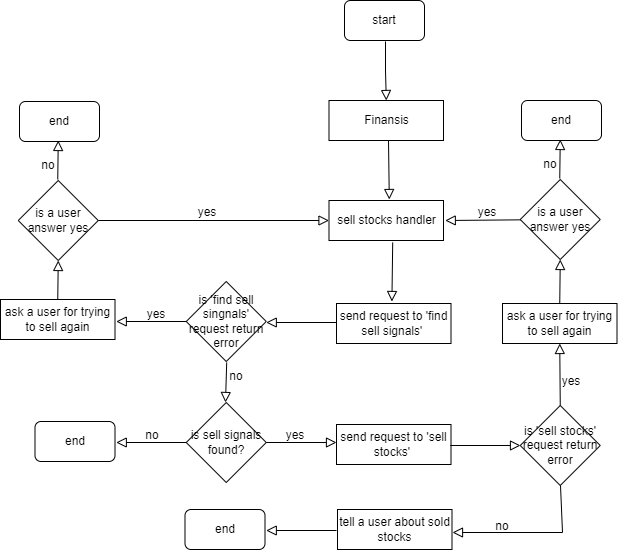 start
end
Finansis
end
no
no
is a user
answer yes
yes
sell stocks handler
yes
is a user
answer yes
ask a user for trying
to sell again
yes
is 'find sell
singnals'
request return
error
send request to 'find
sell signals'
ask a user for trying
to sell again
no
yes
end
no
is sell signals
found?
yes
send request to 'sell
stocks'
is 'sell stocks'
request return
error
end
tell a user about sold
stocks
no